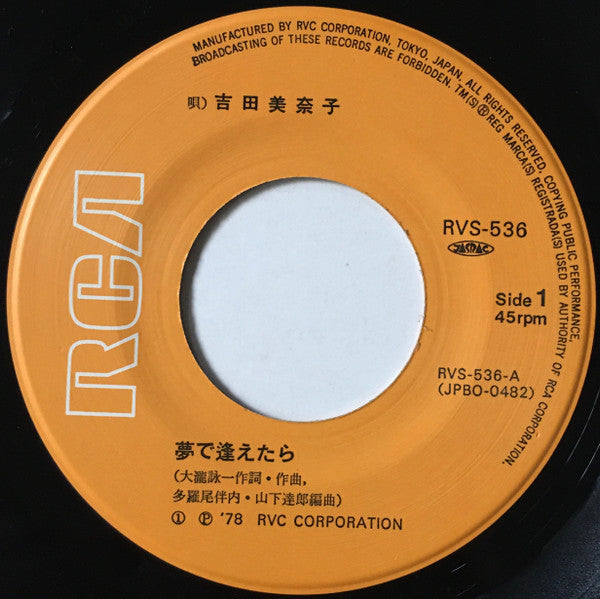 MANUFACTURED BY RVC CORPORATION, TOKYO, JAPAN. ALL RIGHTS RESERVED, COPYING PUBLIC PERFORMANCE,
BROADCASTING OF THESE RECORDS ARE FORBIDDEN. TM(S)® REG MARCA(S) REGISTRADA(S) USED BY AUTHORITY OF RCA CORPORATION.
唄) 吉田美奈子
RCA
RVS-536
JASRAC
Side 1
45rpm
RVS-536-A
(JPBO-0482)
夢で逢えたら
(大瀧詠一作詞・作曲,
多羅尾伴内・山下達郎編曲)
① Ⓟ '78 RVC CORPORATION